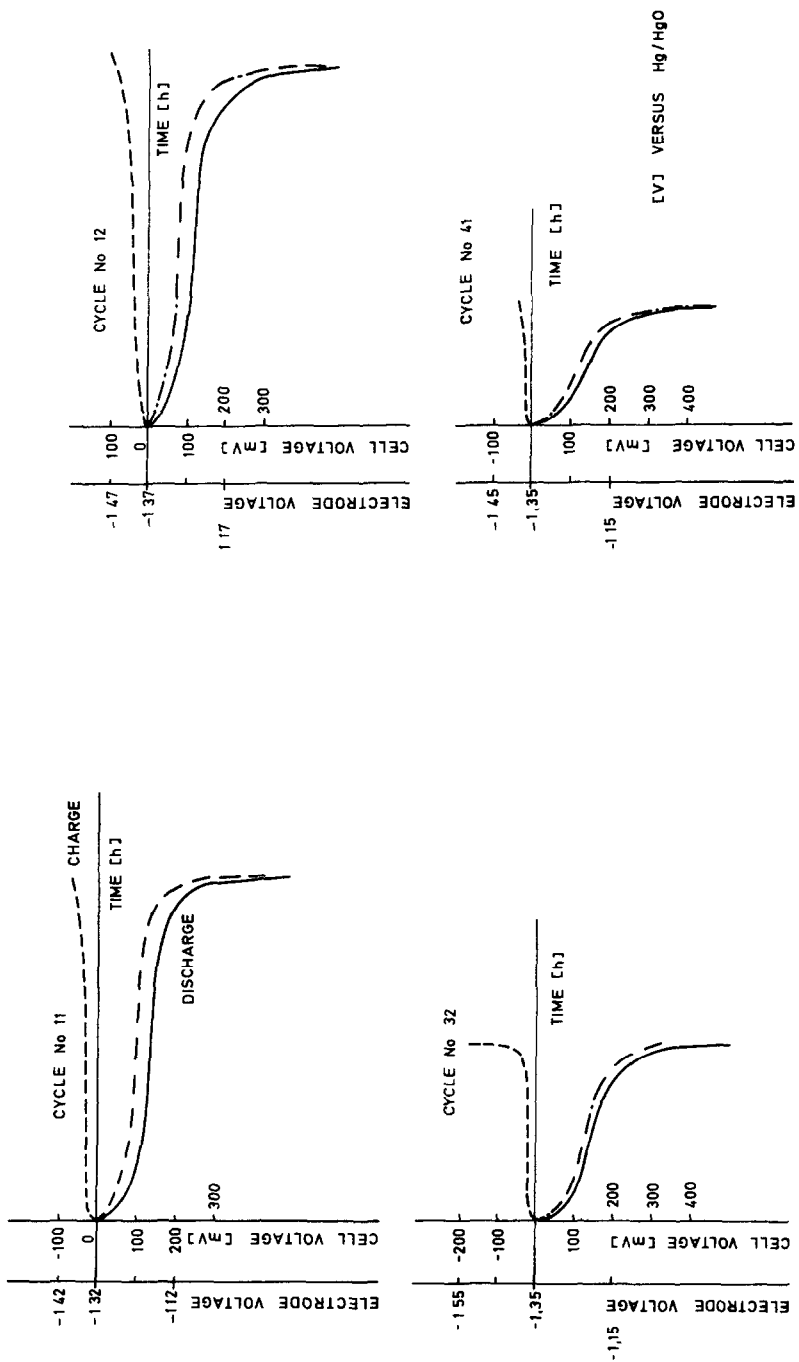 CYCLE No 11
CHARGE
TIME [h]
DISCHARGE
-100
0
100
200
300
CELL VOLTAGE [mV]
-1 42
-1 32
-1 12
ELECTRODE VOLTAGE
CYCLE No 12
TIME [h]
100
0
100
200
300
CELL VOLTAGE [mV]
-1 47
-1 37
1 17
ELECTRODE VOLTAGE
CYCLE No 32
TIME [h]
-200
-100
100
200
300
400
CELL VOLTAGE [mV]
-1 55
-1,35
-1,15
ELECTRODE VOLTAGE
CYCLE No 41
TIME [h]
-100
100
200
300
400
CELL VOLTAGE [mV]
-1 45
-1,35
-1 15
ELECTRODE VOLTAGE
[V] VERSUS Hg/HgO